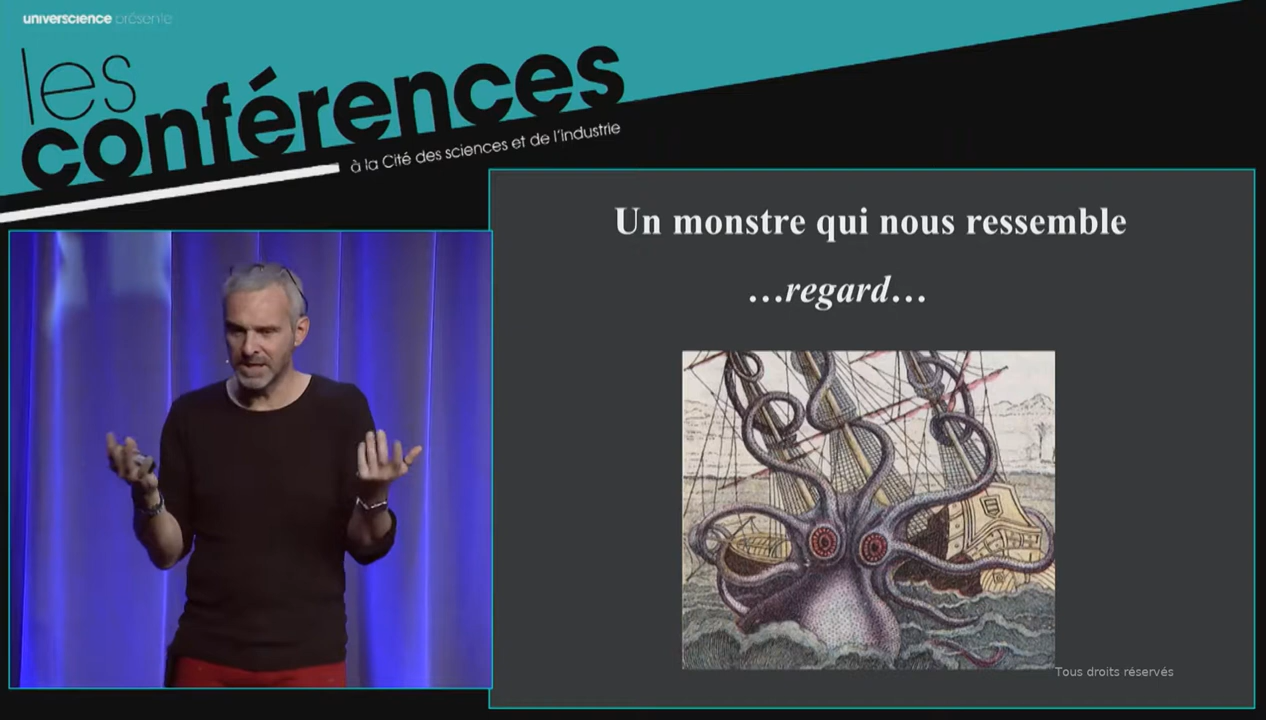 universcience présente
les
conférences
à la Cité des sciences et de l'industrie
Un monstre qui nous ressemble
…regard…
Tous droits réservés